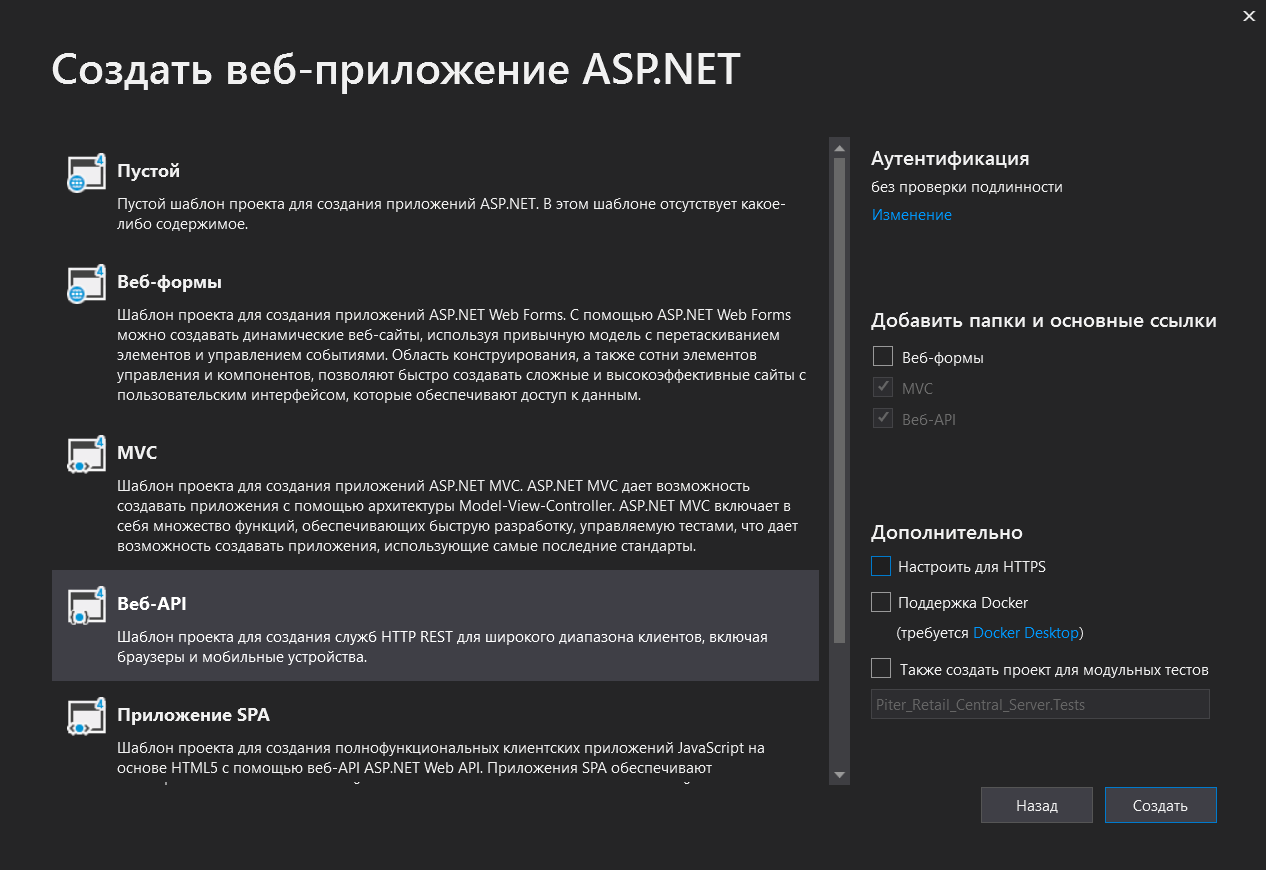 Создать веб-приложение ASP.NET
Пустой
Пустой шаблон проекта для создания приложений ASP.NET. В этом шаблоне отсутствует какое-
либо содержимое.
Веб-формы
Шаблон проекта для создания приложений ASP.NET Web Forms. С помощью ASP.NET Web Forms
можно создавать динамические веб-сайты, используя привычную модель с перетаскиванием
элементов и управлением событиями. Область конструирования, а также сотни элементов
управления и компонентов, позволяют быстро создавать сложные и высокоэффективные сайты с
пользовательским интерфейсом, которые обеспечивают доступ к данным.
MVC
Шаблон проекта для создания приложений ASP.NET MVC. ASP.NET MVC дает возможность
создавать приложения с помощью архитектуры Model-View-Controller. ASP.NET MVC включает в
себя множество функций, обеспечивающих быструю разработку, управляемую тестами, что дает
возможность создавать приложения, использующие самые последние стандарты.
Веб-API
Шаблон проекта для создания служб HTTP REST для широкого диапазона клиентов, включая
браузеры и мобильные устройства.
Приложение SPA
Шаблон проекта для создания полнофункциональных клиентских приложений JavaScript на
основе HTML5 с помощью веб-API ASP.NET Web API. Приложения SPA обеспечивают
Аутентификация
без проверки подлинности
Изменение
Добавить папки и основные ссылки
Веб-формы
MVC
Веб-API
Дополнительно
Настроить для HTTPS
Поддержка Docker
(требуется Docker Desktop)
Также создать проект для модульных тестов
Piter_Retail_Central_Server.Tests
Назад
Создать